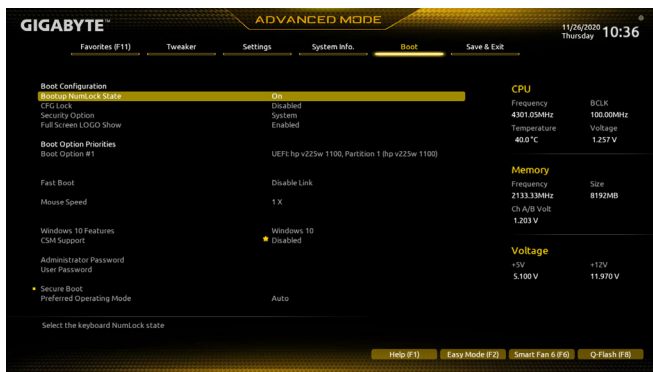 GIGABYTE™
ADVANCED MODE
11/26/2020
Thursday
10:36
Favorites (F11) Tweaker Settings System Info. Boot Save & Exit
Boot Configuration
Bootup NumLock State On
CFG Lock Disabled
Security Option System
Full Screen LOGO Show Enabled
Boot Option Priorities
Boot Option #1 UEFI: hp v225w 1100, Partition 1 (hp v225w 1100)
Fast Boot Disable Link
Mouse Speed 1 X
Windows 10 Features Windows 10
CSM Support Disabled
Administrator Password
User Password
Secure Boot
Preferred Operating Mode Auto
Select the keyboard NumLock state
CPU
Frequency BCLK
4301.05MHz 100.00MHz
Temperature Voltage
40.0 °C 1.257 V
Memory
Frequency Size
2133.33MHz 8192MB
Ch A/B Volt
1.203 V
Voltage
+5V +12V
5.100 V 11.970 V
Help (F1) Easy Mode (F2) Smart Fan 6 (F6) Q-Flash (F8)